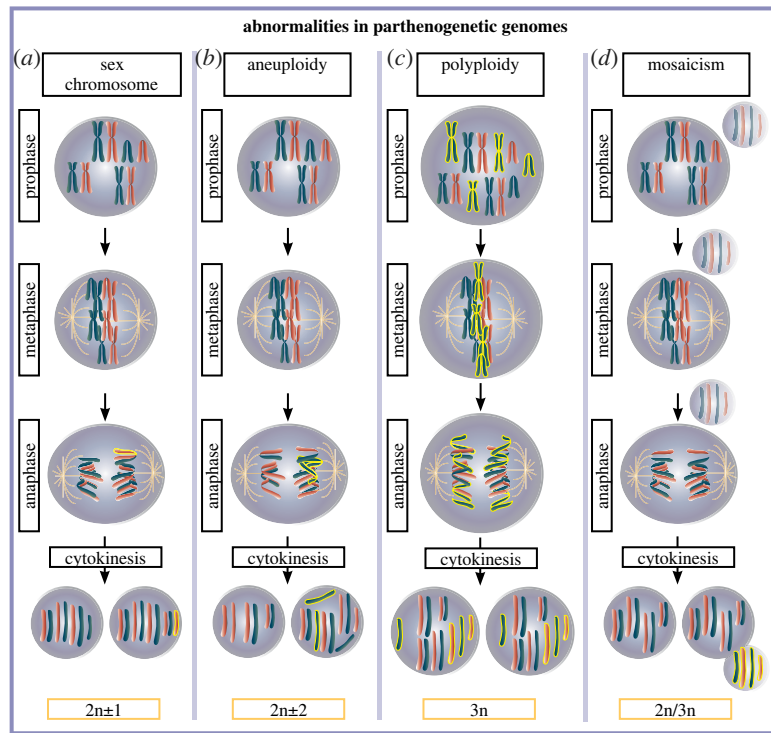 abnormalities in parthenogenetic genomes
(a)
sex
chromosome
prophase
metaphase
anaphase
cytokinesis
2n±1
(b)
aneuploidy
prophase
metaphase
anaphase
cytokinesis
2n±2
(c)
polyploidy
prophase
metaphase
anaphase
cytokinesis
3n
(d)
mosaicism
prophase
metaphase
anaphase
cytokinesis
2n/3n